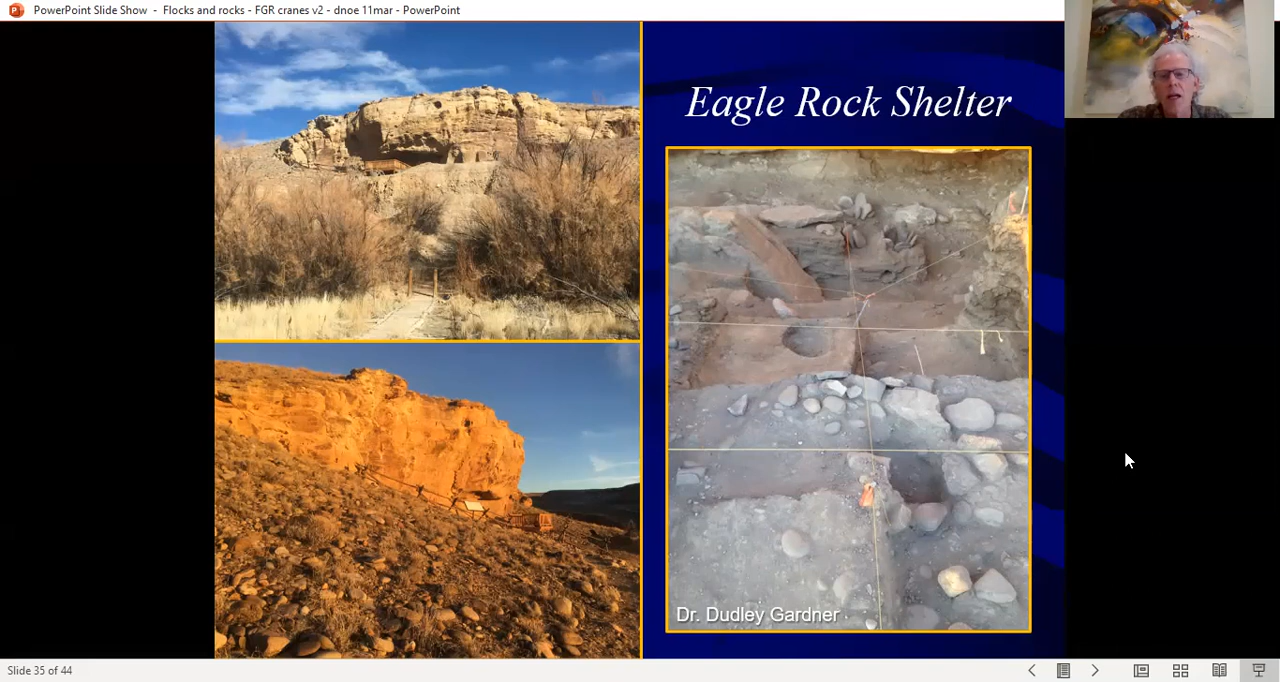 PowerPoint Slide Show - Flocks and rocks - FGR cranes v2 - dnoe 11mar - PowerPoint
Eagle Rock Shelter
Dr. Dudley Gardner
Slide 35 of 44